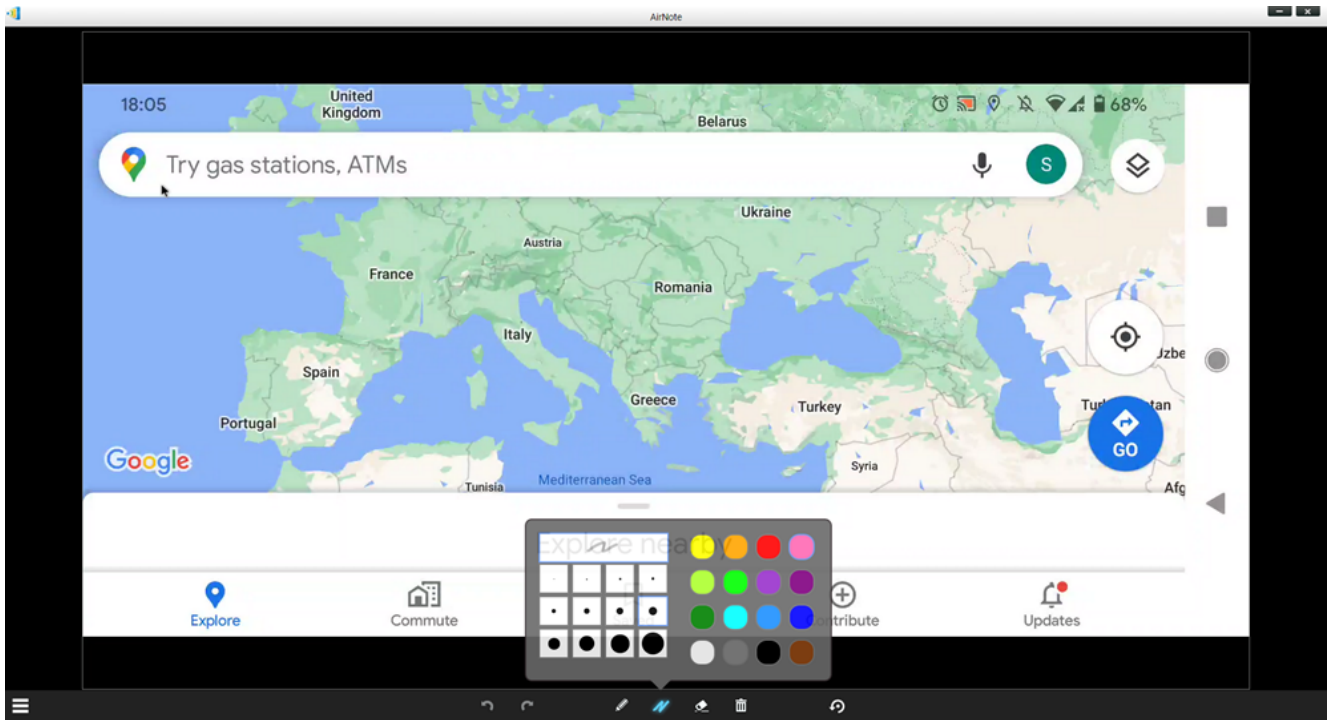 AirNote
18:05
68%
United
Kingdom
Belarus
Try gas stations, ATMs
S
Ukraine
Austria
France
Romania
Italy
Spain
Greece
Turkey
Portugal
GO
Google
Syria
Mediterranean Sea
Tunisia
Explore nearby
Explore
Commute
Updates